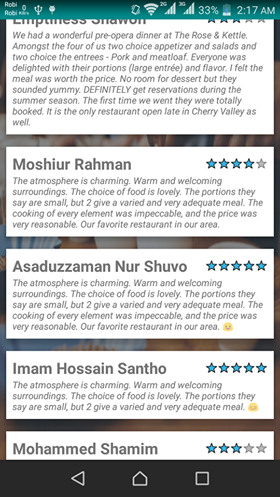 Robi
Robi
K/s
2G
3G
33%
2:17 AM
Emptiness Shawon
We had a wonderful pre-opera dinner at The Rose & Kettle.
Amongst the four of us two choice appetizer and salads and
two choice the entrees - Pork and meatloaf. Everyone was
delighted with their portions (large entrée) and flavor. I felt the
meal was worth the price. No room for dessert but they
sounded yummy. DEFINITELY get reservations during the
summer season. The first time we went they were totally
booked. It is the only restaurant open late in Cherry Valley as
well.
Moshiur Rahman
The atmosphere is charming. Warm and welcoming
surroundings. The choice of food is lovely. The portions they
say are small, but 2 give a varied and very adequate meal. The
cooking of every element was impeccable, and the price was
very reasonable. Our favorite restaurant in our area.
Asaduzzaman Nur Shuvo
The atmosphere is charming. Warm and welcoming
surroundings. The choice of food is lovely. The portions they
say are small, but 2 give a varied and very adequate meal. The
cooking of every element was impeccable, and the price was
very reasonable. Our favorite restaurant in our area. 😊
Imam Hossain Santho
The atmosphere is charming. Warm and welcoming
surroundings. The choice of food is lovely. The portions they
say are small, but 2 give a varied and very adequate meal. 😊
Mohammed Shamim